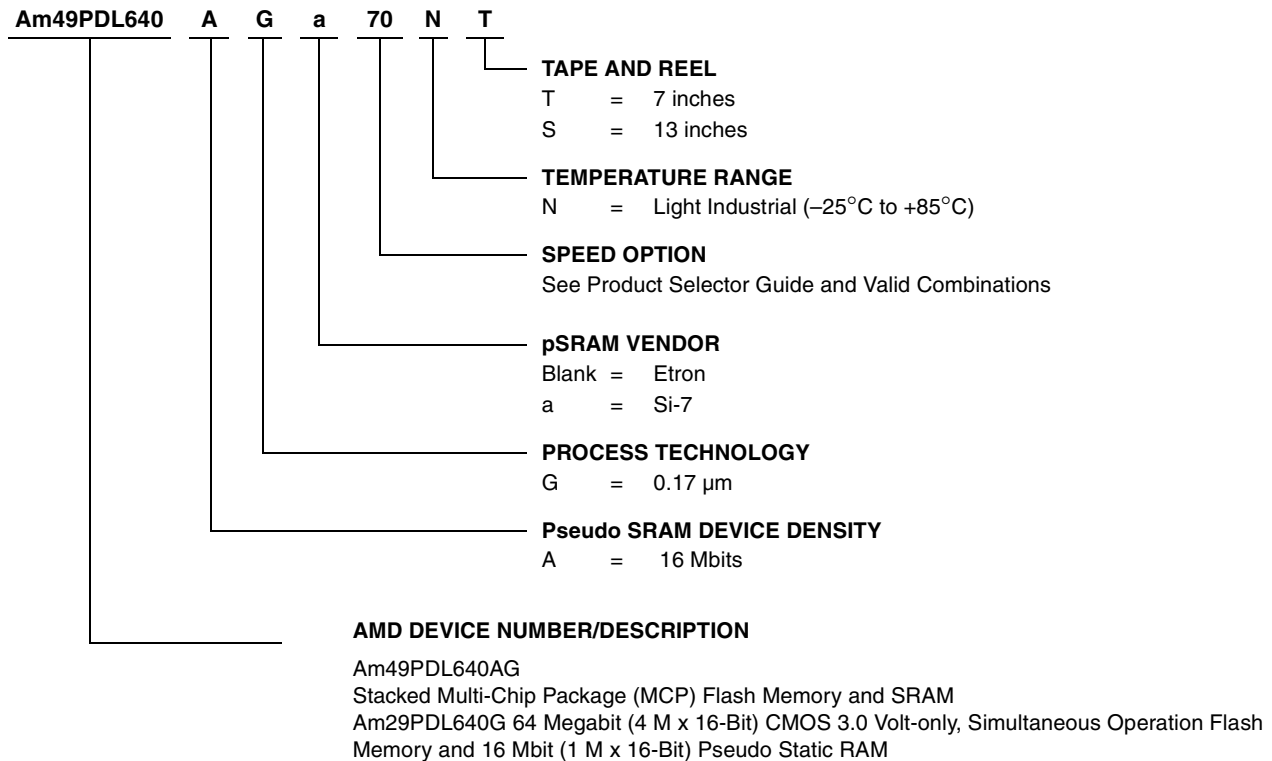 Am49PDL640 A G a 70 N T
TAPE AND REEL
T = 7 inches
S = 13 inches
TEMPERATURE RANGE
N = Light Industrial (–25°C to +85°C)
SPEED OPTION
See Product Selector Guide and Valid Combinations
pSRAM VENDOR
Blank = Etron
a = Si-7
PROCESS TECHNOLOGY
G = 0.17 µm
Pseudo SRAM DEVICE DENSITY
A = 16 Mbits
AMD DEVICE NUMBER/DESCRIPTION
Am49PDL640AG
Stacked Multi-Chip Package (MCP) Flash Memory and SRAM
Am29PDL640G 64 Megabit (4 M x 16-Bit) CMOS 3.0 Volt-only, Simultaneous Operation Flash
Memory and 16 Mbit (1 M x 16-Bit) Pseudo Static RAM